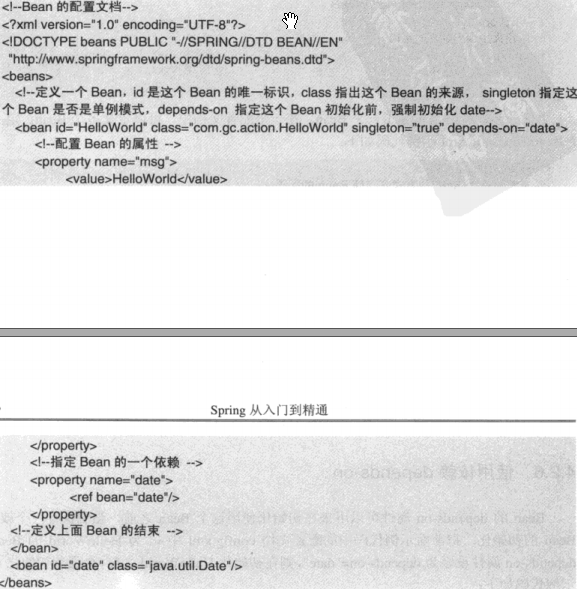 <!--Bean 的配置文档-->
<?xml version="1.0" encoding="UTF-8"?>
<!DOCTYPE beans PUBLIC "-//SPRING//DTD BEAN//EN"
"http://www.springframework.org/dtd/spring-beans.dtd">
<beans>
<!--定义一个 Bean，id 是这个 Bean 的唯一标识，class 指出这个 Bean 的来源， singleton 指定这
个 Bean 是否是单例模式，depends-on 指定这个 Bean 初始化前，强制初始化 date-->
<bean id="HelloWorld" class="com.gc.action.HelloWorld" singleton="true" depends-on="date">
<!--配置 Bean 的属性 -->
<property name="msg">
<value>HelloWorld</value>
Spring 从入门到精通
</property>
<!--指定 Bean 的一个依赖 -->
<property name="date">
<ref bean="date"/>
</property>
<!--定义上面 Bean 的结束 -->
</bean>
<bean id="date" class="java.util.Date"/>
</beans>